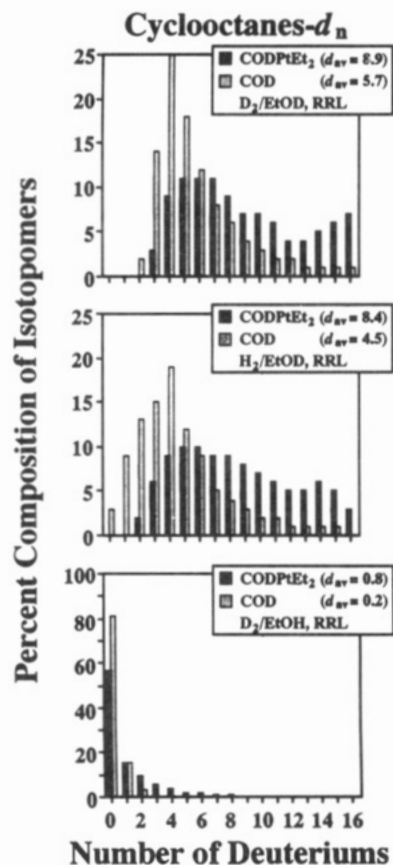 Cyclooctanes-dn
Percent Composition of Isotopomers
25
20
15
10
5
0
CODPtEt2 (dav = 8.9)
COD (dav = 5.7)
D2/EtOD, RRL
25
20
15
10
5
0
CODPtEt2 (dav = 8.4)
COD (dav = 4.5)
H2/EtOD, RRL
100
80
60
40
20
0
CODPtEt2 (dav = 0.8)
COD (dav = 0.2)
D2/EtOH, RRL
0 2 4 6 8 10 12 14 16
Number of Deuteriums